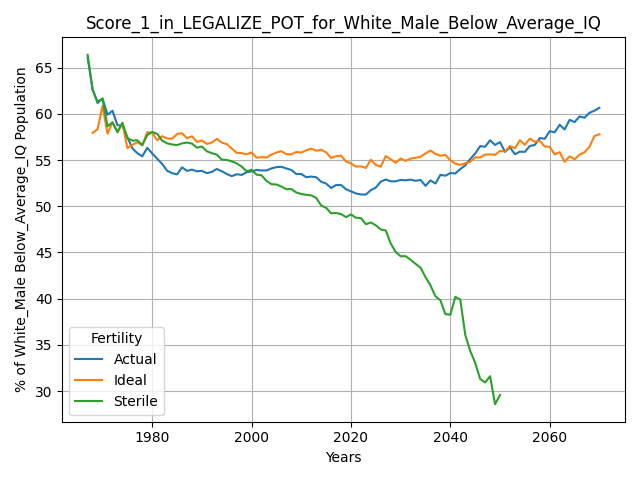 Score_1_in_LEGALIZE_POT_for_White_Male_Below_Average_IQ
% of White_Male Below_Average_IQ Population
65
60
55
50
45
40
35
30
Fertility
Actual
Ideal
Sterile
1980 2000 2020 2040 2060
Years